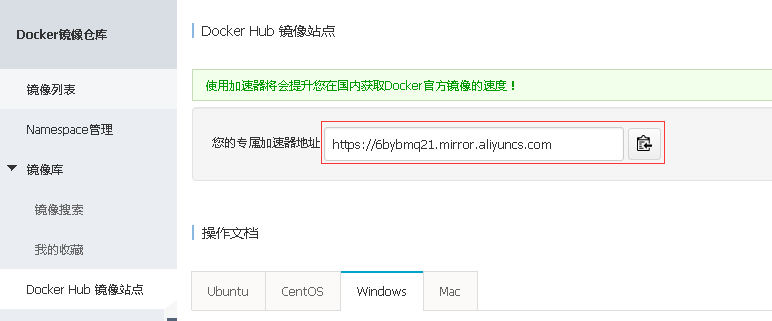 Docker镜像仓库
镜像列表
Namespace管理
镜像库
镜像搜索
我的收藏
Docker Hub 镜像站点
Docker Hub 镜像站点
使用加速器将会提升您在国内获取Docker官方镜像的速度！
您的专属加速器地址 https://6bybmq21.mirror.aliyuncs.com
操作文档
Ubuntu CentOS Windows Mac